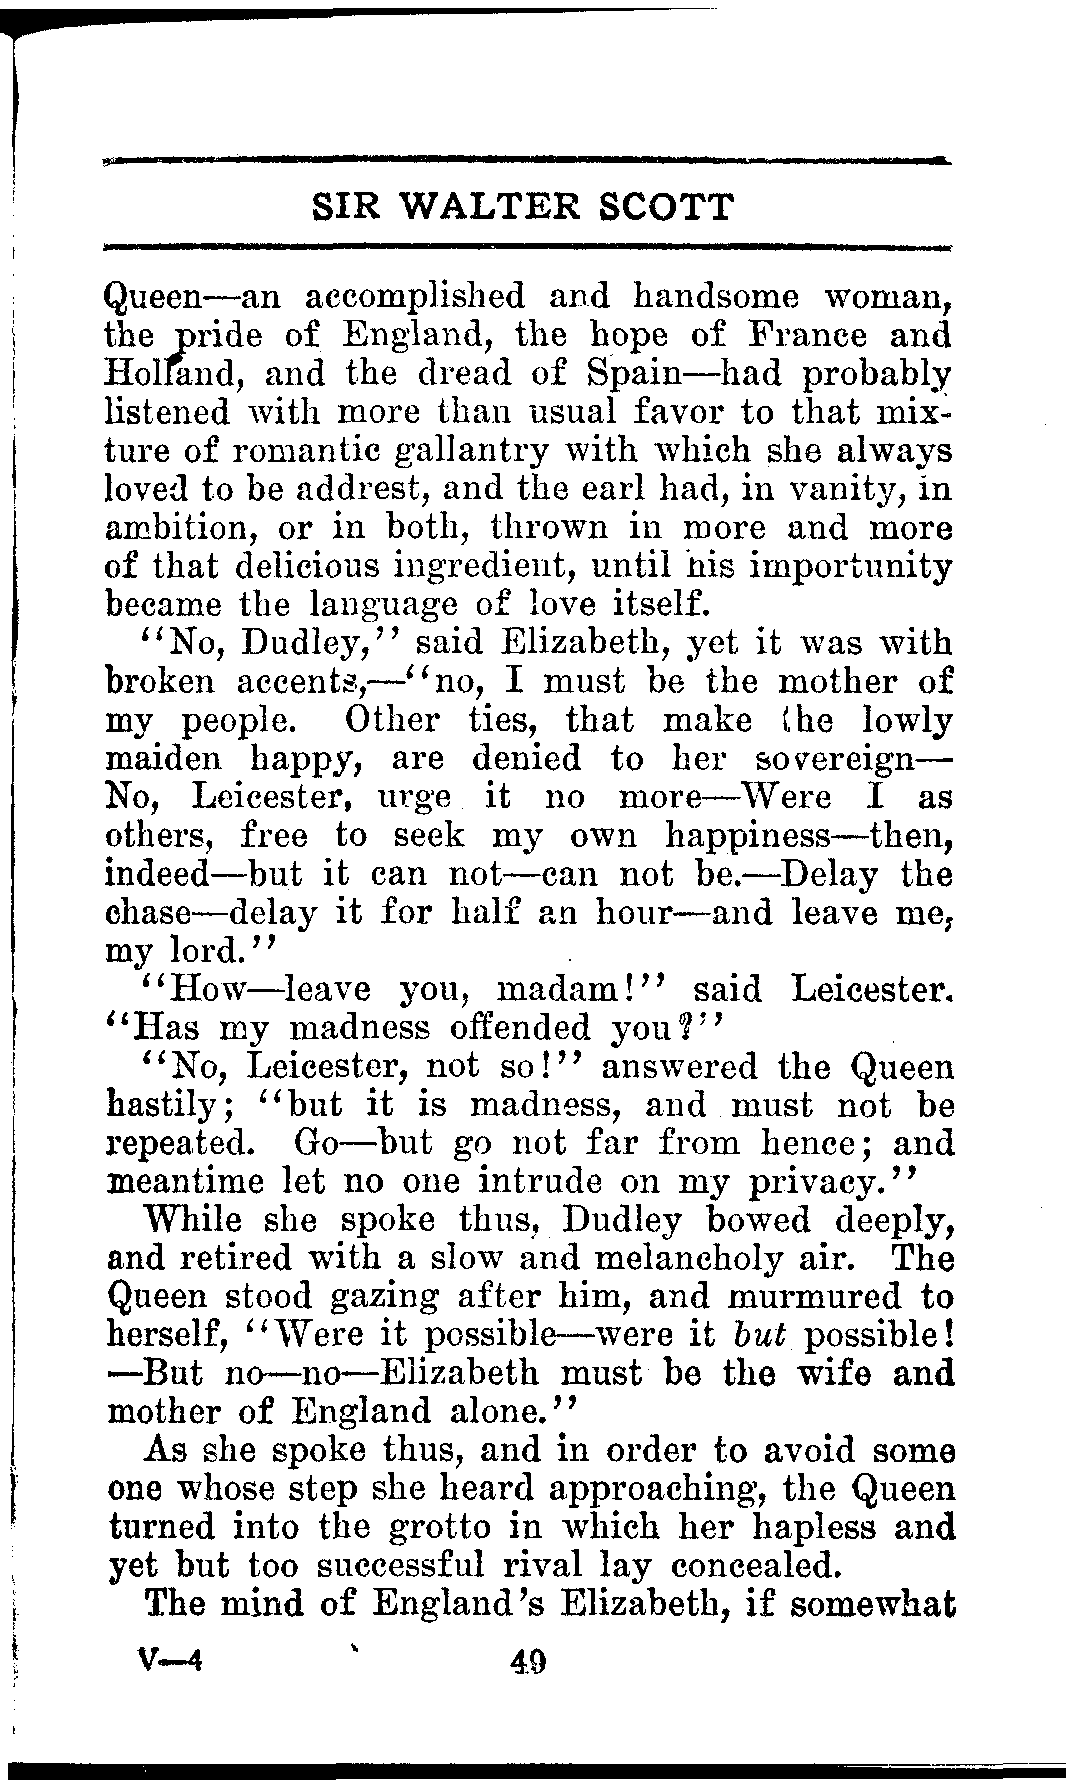 SIR WALTER SCOTT
Queen—an accomplished and handsome woman,
the pride of England, the hope of France and
Holland, and the dread of Spain—had probably
listened with more than usual favor to that mix-
ture of romantic gallantry with which she always
loved to be addrest, and the earl had, in vanity, in
ambition, or in both, thrown in more and more
of that delicious ingredient, until his importunity
became the language of love itself.
“No, Dudley,” said Elizabeth, yet it was with
broken accents,—“no, I must be the mother of
my people. Other ties, that make the lowly
maiden happy, are denied to her sovereign—
No, Leicester, urge it no more—Were I as
others, free to seek my own happiness—then,
indeed—but it can not—can not be.—Delay the
chase—delay it for half an hour—and leave me,
my lord.”
“How—leave you, madam!” said Leicester.
“Has my madness offended you?”
“No, Leicester, not so!” answered the Queen
hastily; “but it is madness, and must not be
repeated. Go—but go not far from hence; and
meantime let no one intrude on my privacy.”
While she spoke thus, Dudley bowed deeply,
and retired with a slow and melancholy air. The
Queen stood gazing after him, and murmured to
herself, “Were it possible—were it but possible!
—But no—no—Elizabeth must be the wife and
mother of England alone.”
As she spoke thus, and in order to avoid some
one whose step she heard approaching, the Queen
turned into the grotto in which her hapless and
yet but too successful rival lay concealed.
The mind of England’s Elizabeth, if somewhat
V—4 49